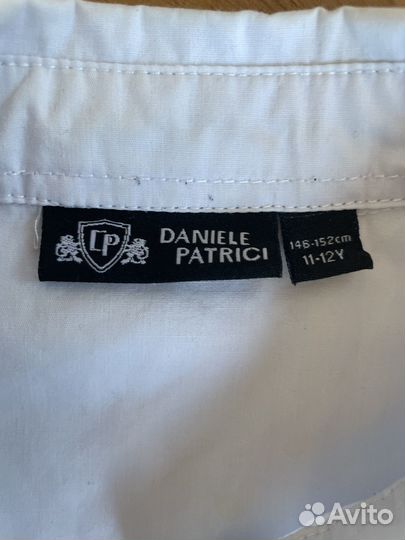 DP
DANIELE
PATRICI
146-152cm
11-12Y
Avito